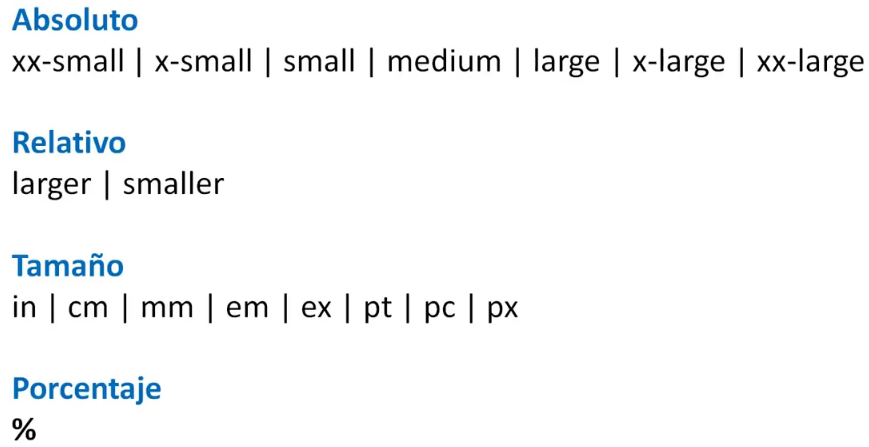 Absoluto
xx-small | x-small | small | medium | large | x-large | xx-large
Relativo
larger | smaller
Tamaño
in | cm | mm | em | ex | pt | pc | px
Porcentaje
%